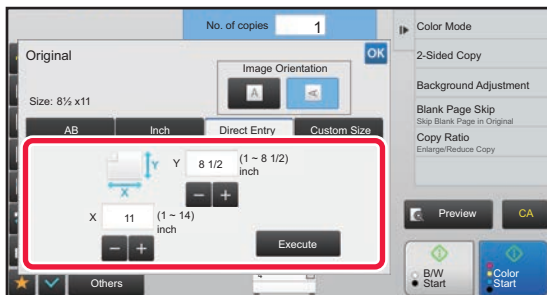 No. of copies 1
Original
OK
Image Orientation
A A
Size: 8½ x11
AB Inch Direct Entry Custom Size
Y
X
Y 8 1/2 (1 ~ 8 1/2)
inch
− +
X 11 (1 ~ 14)
inch
− +
Execute
Others
Color Mode
2-Sided Copy
Background Adjustment
Blank Page Skip
Skip Blank Page in Original
Copy Ratio
Enlarge/Reduce Copy
Preview
CA
B/W
Start
Color
Start